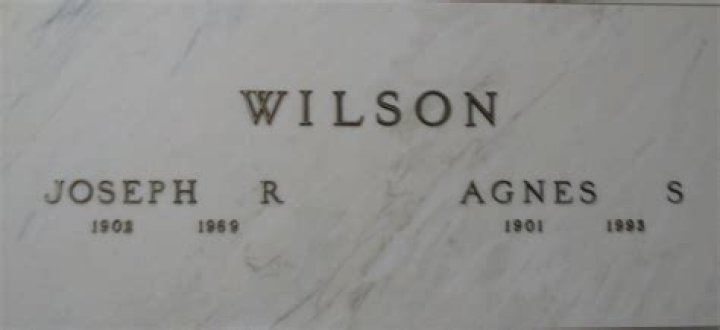 WILSON
JOSEPH R AGNES S
1902 1969 1901 1993